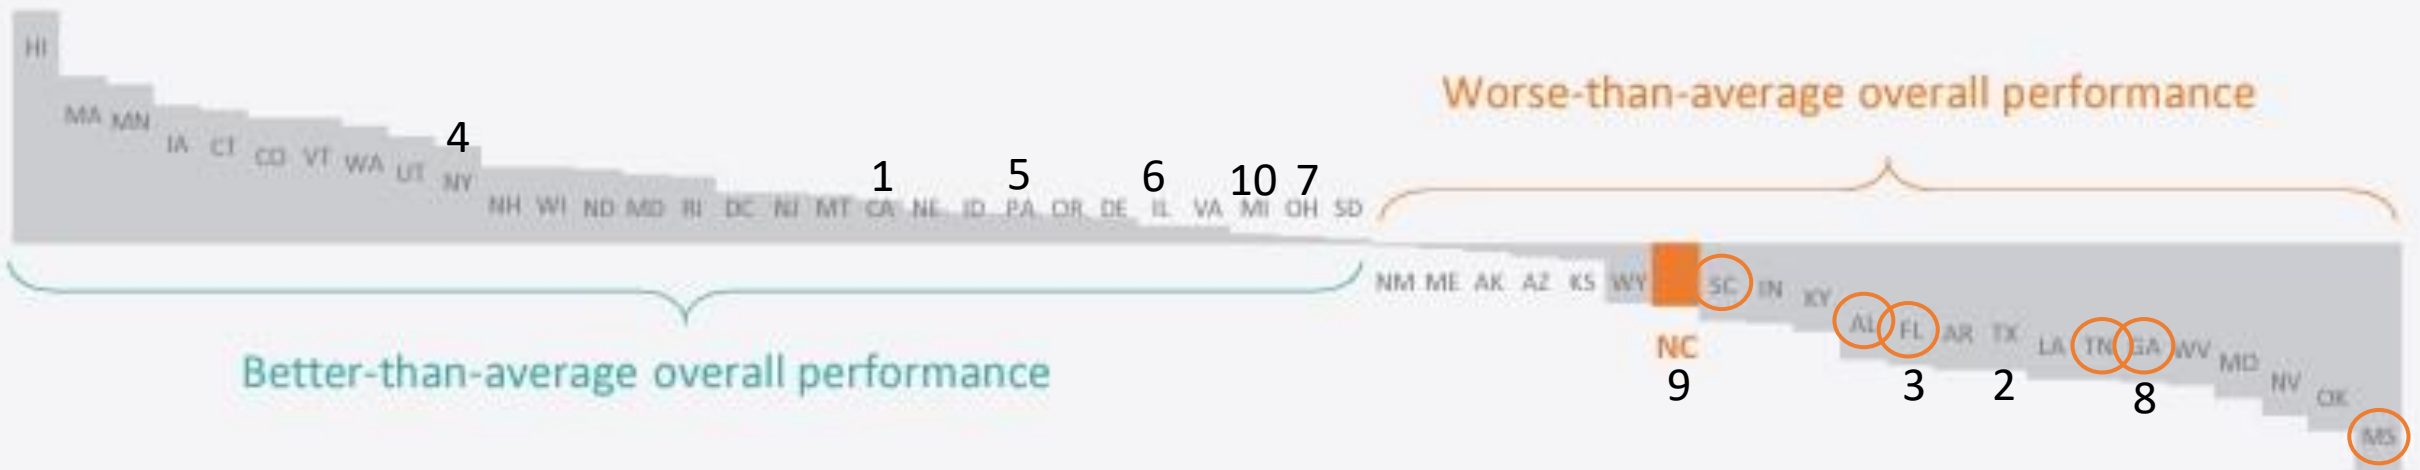 HI
MA MN IA CT CO VT WA UT NY
4
NH WI ND MD RI DC NJ MT CA NE ID PA OR DE IL VA MI OH SD
1 5 6 10 7
Worse-than-average overall performance
NM ME AK AZ KS WY SC IN KY AL FL AR TX LA TN GA WV MO NV OK MS
NC
9 3 2 8
Better-than-average overall performance